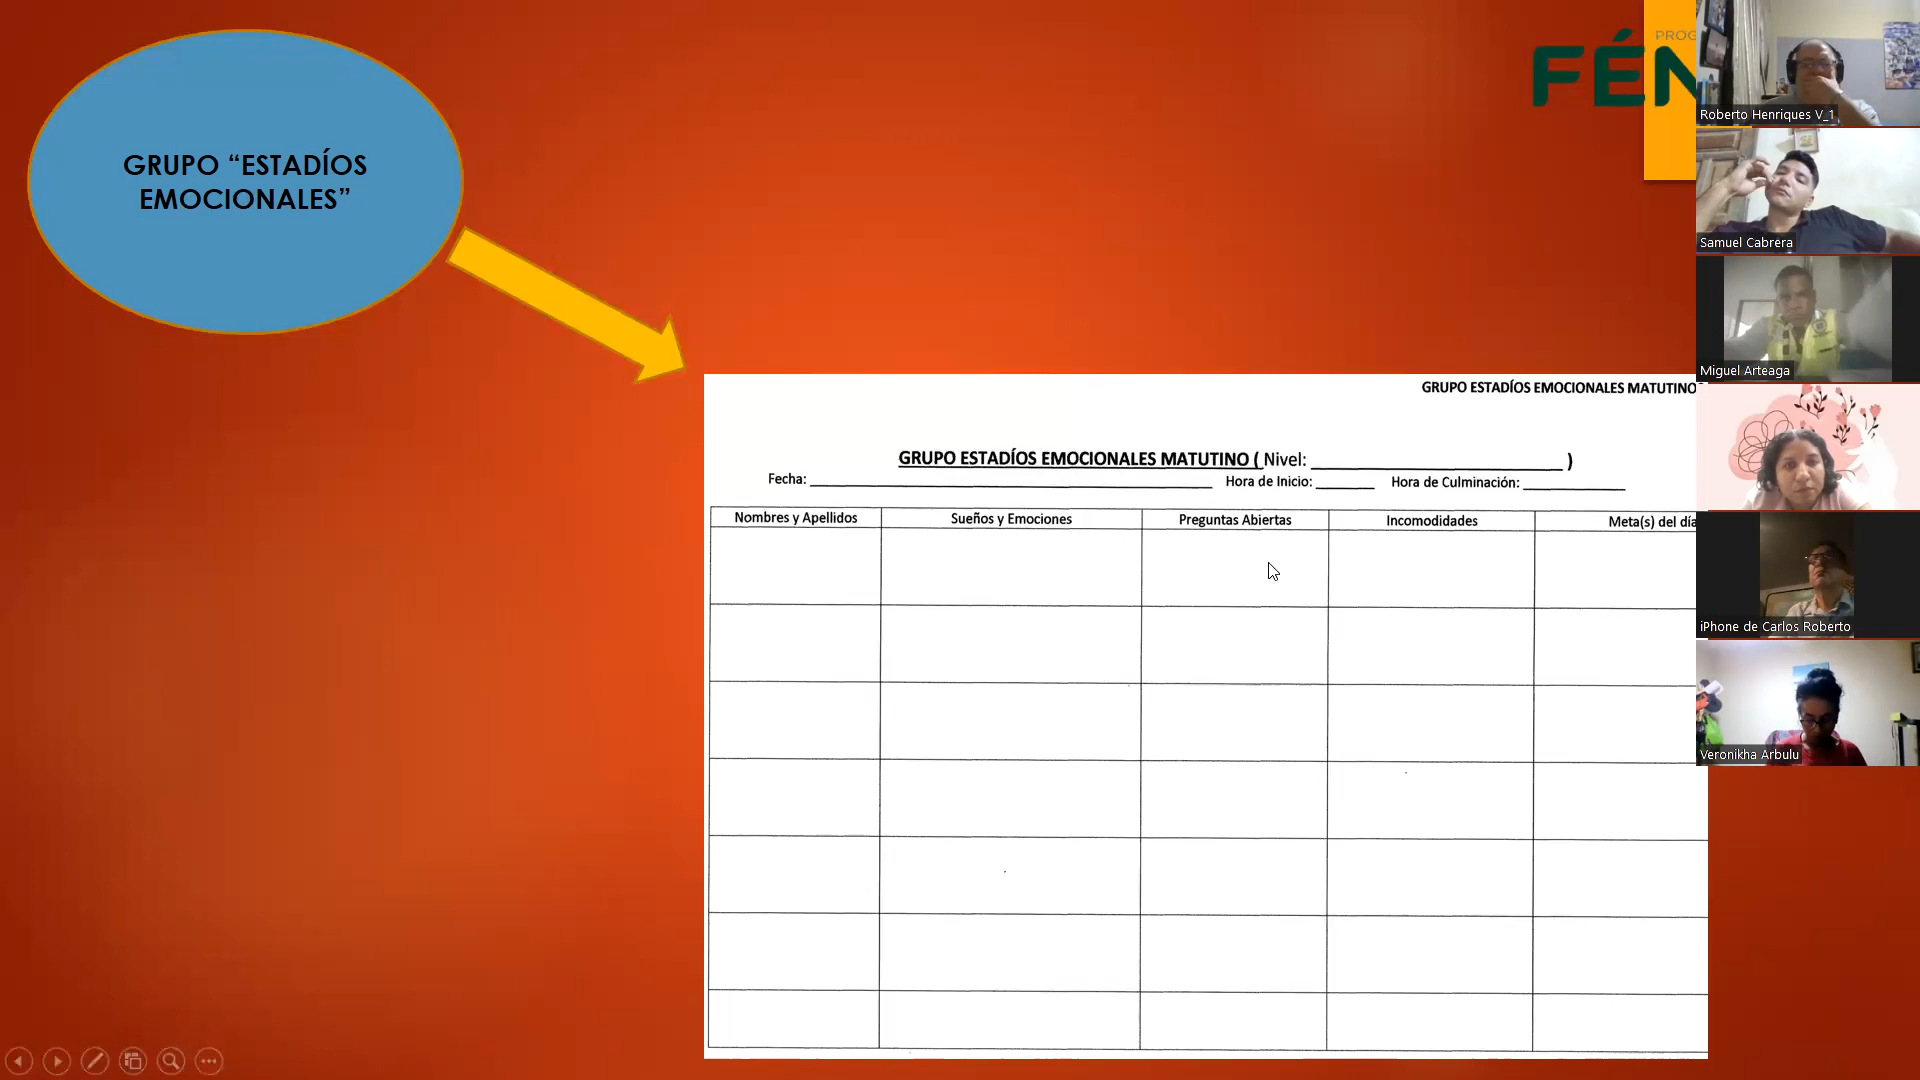 GRUPO “ESTADÍOS
EMOCIONALES”
PROG
FÉN
GRUPO ESTADÍOS EMOCIONALES MATUTINO
GRUPO ESTADÍOS EMOCIONALES MATUTINO ( Nivel: )
Fecha: Hora de Inicio: Hora de Culminación:
Nombres y Apellidos Sueños y Emociones Preguntas Abiertas Incomodidades Meta(s) del día
Roberto Henriques V_1
Samuel Cabrera
Miguel Arteaga
iPhone de Carlos Roberto
Veronikha Arbulu